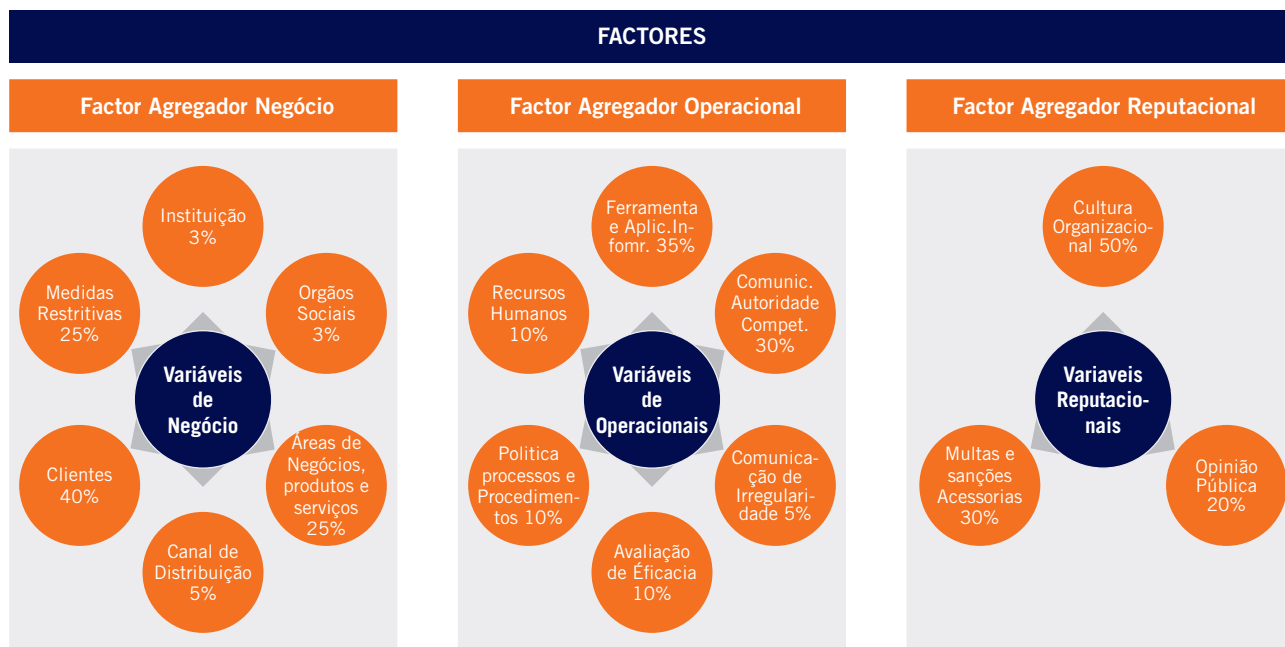 FACTORES
Factor Agregador Negócio
Instituição
3%
Orgãos
Sociais
3%
Áreas de
Negócios,
produtos e
serviços
25%
Canal de
Distribuição
5%
Clientes
40%
Medidas
Restritivas
25%
Variáveis
de
Negócio
Factor Agregador Operacional
Ferramenta
e Aplic.In-
fomr. 35%
Comunic.
Autoridade
Compet.
30%
Comunica-
ção de
Irregulari-
dade 5%
Avaliação
de Éficacia
10%
Politica
processos e
Procedimen-
tos 10%
Recursos
Humanos
10%
Variáveis
de
Operacionais
Factor Agregador Reputacional
Cultura
Organizacio-
nal 50%
Opinião
Pública
20%
Multas e
sanções
Acessorias
30%
Variaveis
Reputacio-
nais